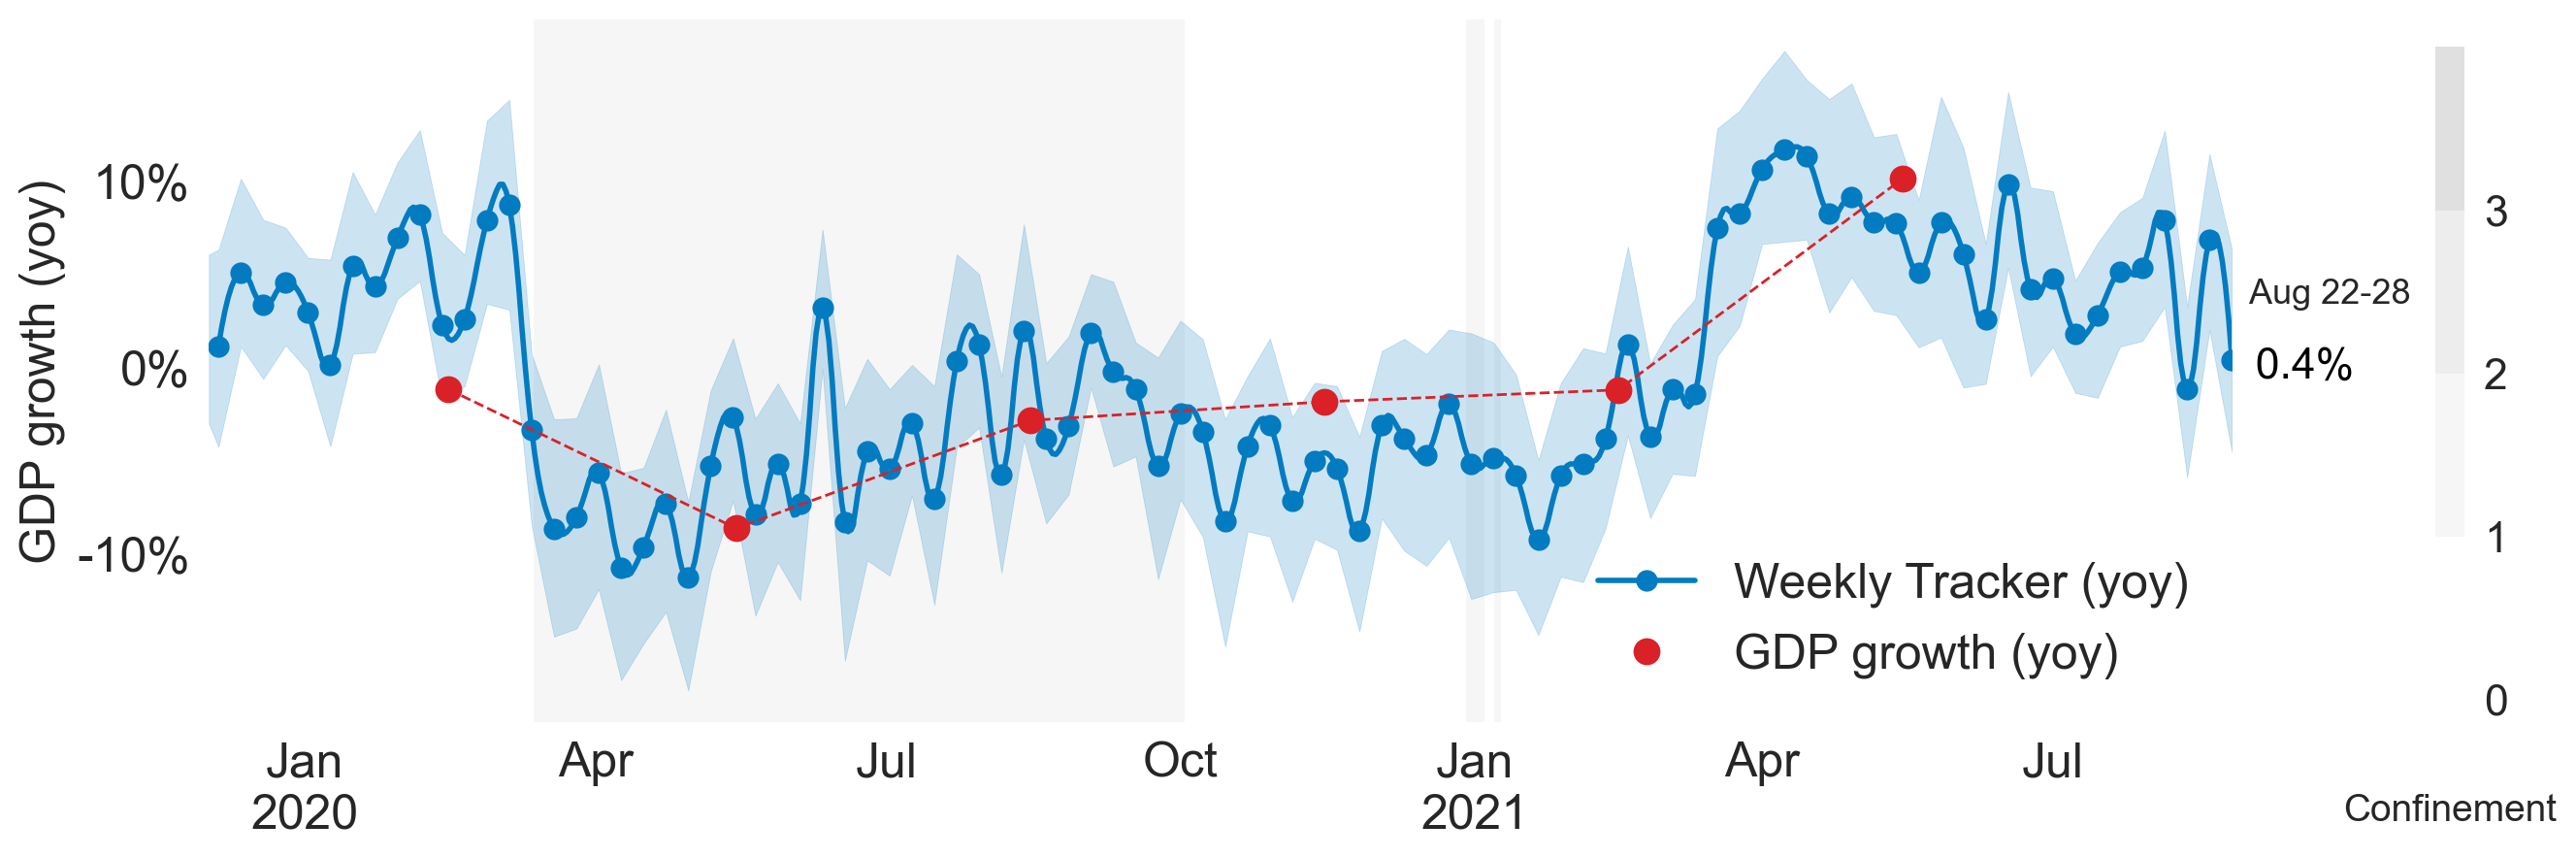 GDP growth (yoy)
10%
0%
-10%
Aug 22-28
0.4%
Weekly Tracker (yoy)
GDP growth (yoy)
Jan
2020
Apr
Jul
Oct
Jan
2021
Apr
Jul
3
2
1
0
Confinement